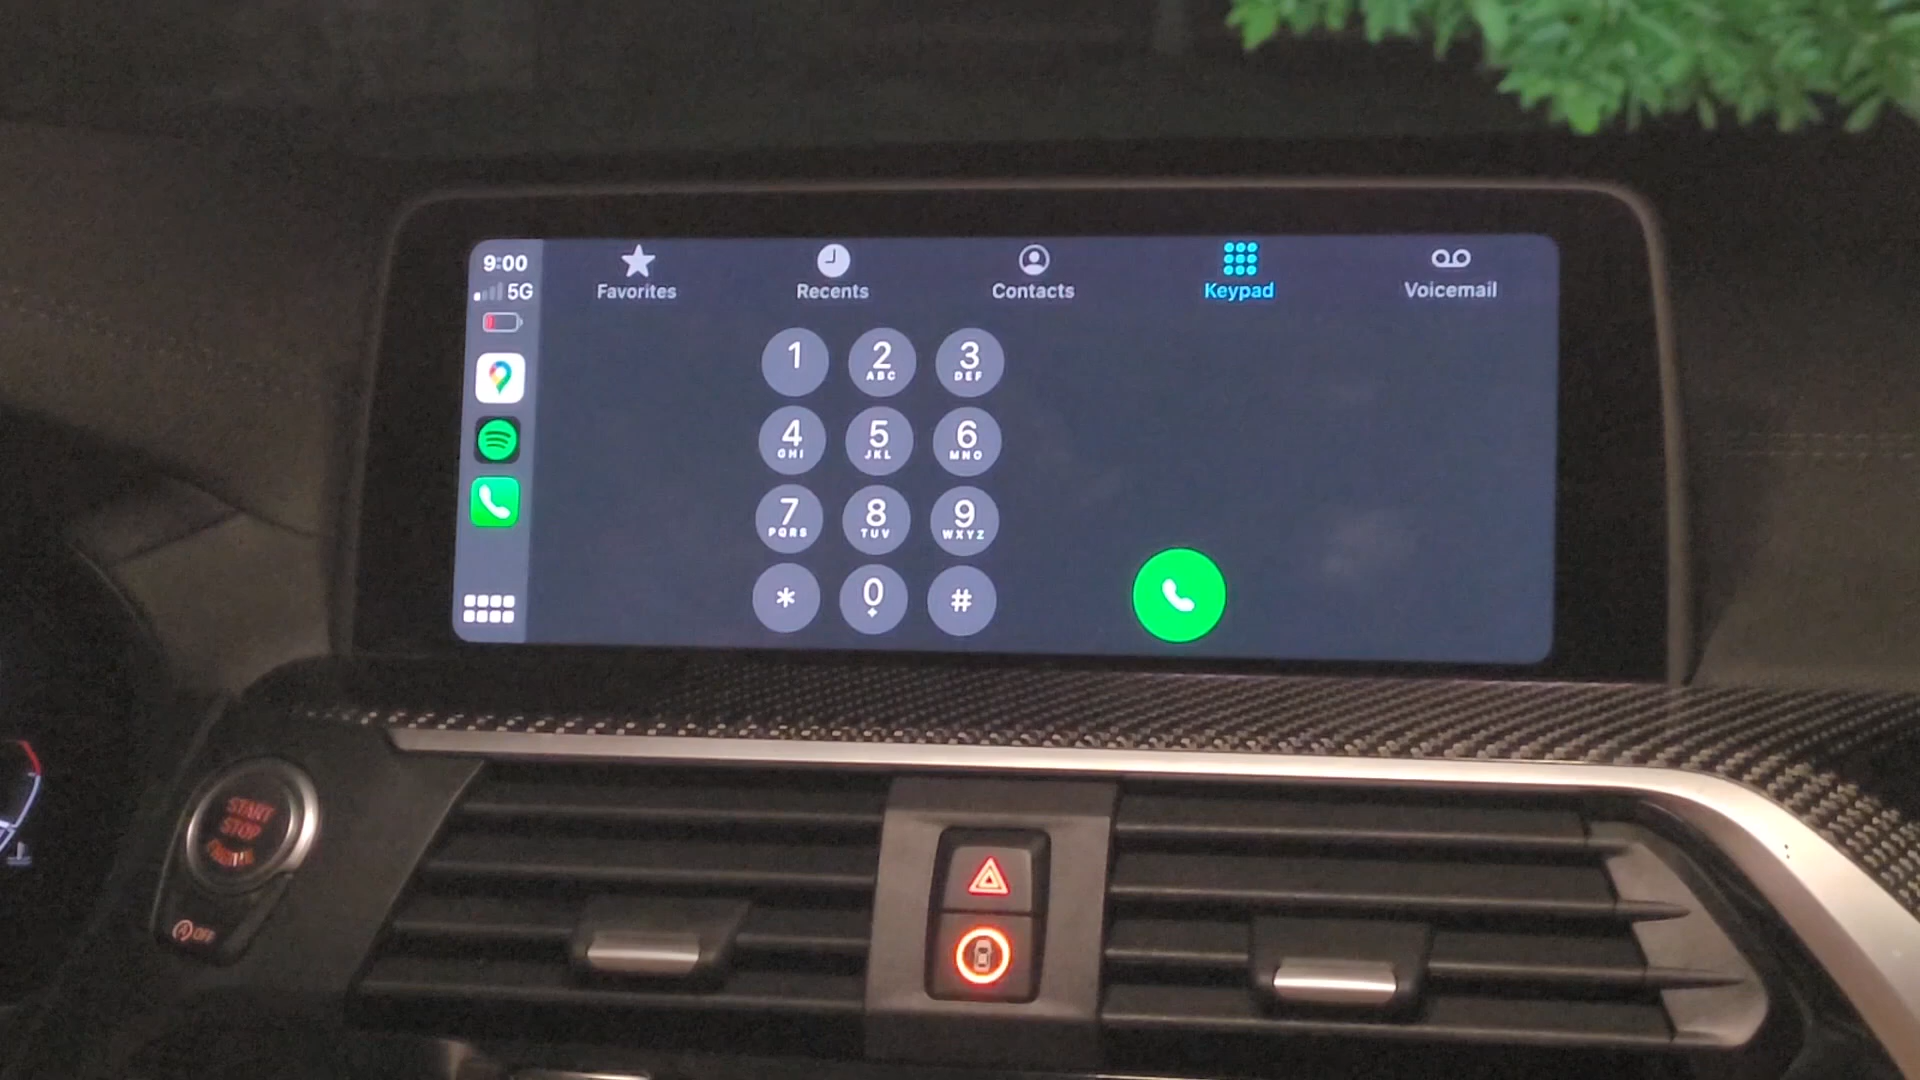 9:00
5G
Favorites
Recents
Contacts
Keypad
Voicemail
1
2
3
ABC
DEF
4
5
6
GHI
JKL
MNO
7
8
9
PQRS
TUV
WXYZ
*
0
#
+
START
STOP
OFF